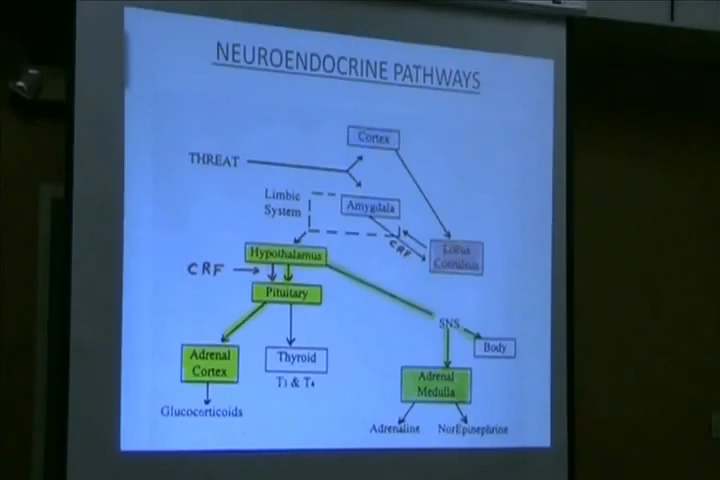 NEUROENDOCRINE PATHWAYS
Cortex
THREAT
Limbic
System
Amygdala
CRF
Locus
Coeruleus
Hypothalamus
CRF
Pituitary
SNS
Body
Adrenal
Cortex
Thyroid
T3 & T4
Adrenal
Medulla
Glucocorticoids
Adrenaline
NorEpinephrine